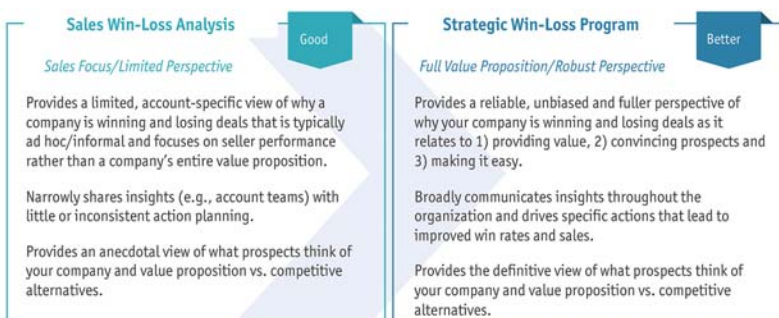 Sales Win-Loss Analysis
Good
Sales Focus/Limited Perspective
Provides a limited, account-specific view of why a
company is winning and losing deals that is typically
ad hoc/informal and focuses on seller performance
rather than a company's entire value proposition.
Narrowly shares insights (e.g., account teams) with
little or inconsistent action planning.
Provides an anecdotal view of what prospects think of
your company and value proposition vs. competitive
alternatives.
Strategic Win-Loss Program
Better
Full Value Proposition/Robust Perspective
Provides a reliable, unbiased and fuller perspective of
why your company is winning and losing deals as it
relates to 1) providing value, 2) convincing prospects and
3) making it easy.
Broadly communicates insights throughout the
organization and drives specific actions that lead to
improved win rates and sales.
Provides the definitive view of what prospects think of
your company and value proposition vs. competitive
alternatives.